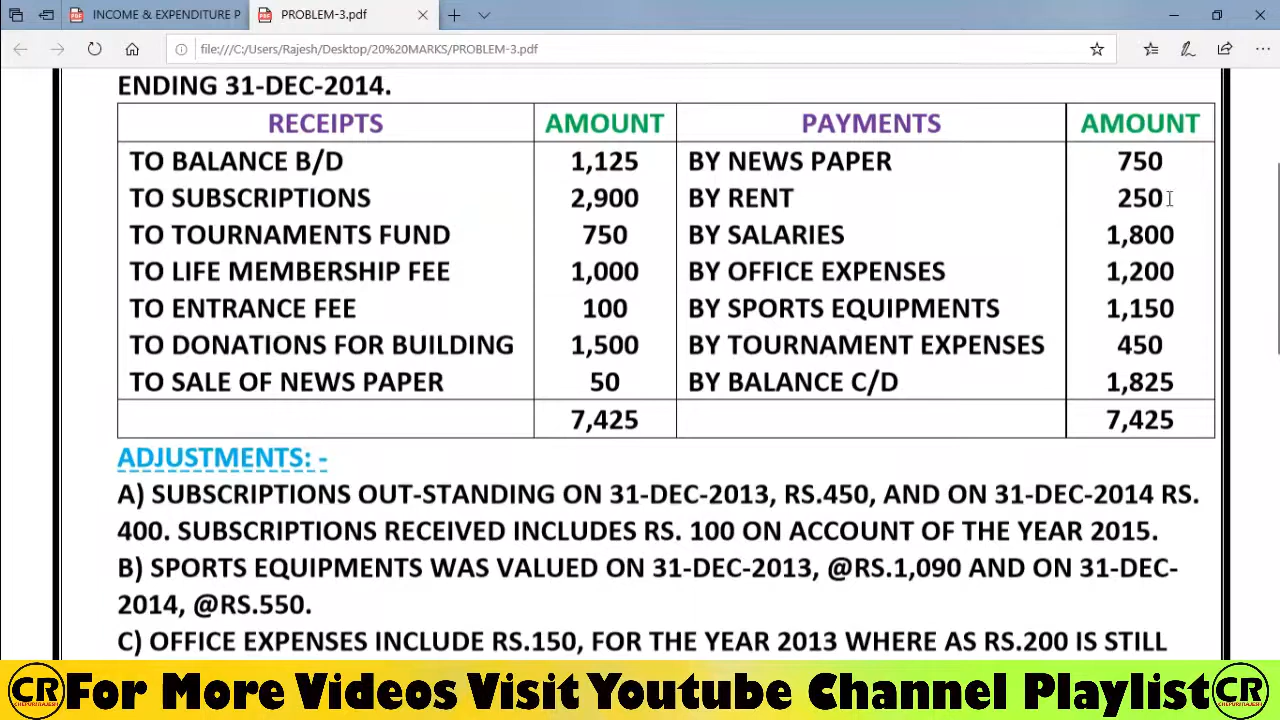 INCOME & EXPENDITURE P
PROBLEM-3.pdf
file:///C:/Users/Rajesh/Desktop/20%20MARKS/PROBLEM-3.pdf
ENDING 31-DEC-2014.
RECEIPTS AMOUNT PAYMENTS AMOUNT
TO BALANCE B/D 1,125 BY NEWS PAPER 750
TO SUBSCRIPTIONS 2,900 BY RENT 250
TO TOURNAMENTS FUND 750 BY SALARIES 1,800
TO LIFE MEMBERSHIP FEE 1,000 BY OFFICE EXPENSES 1,200
TO ENTRANCE FEE 100 BY SPORTS EQUIPMENTS 1,150
TO DONATIONS FOR BUILDING 1,500 BY TOURNAMENT EXPENSES 450
TO SALE OF NEWS PAPER 50 BY BALANCE C/D 1,825
7,425 7,425
ADJUSTMENTS: -
A) SUBSCRIPTIONS OUT-STANDING ON 31-DEC-2013, RS.450, AND ON 31-DEC-2014 RS.
400. SUBSCRIPTIONS RECEIVED INCLUDES RS. 100 ON ACCOUNT OF THE YEAR 2015.
B) SPORTS EQUIPMENTS WAS VALUED ON 31-DEC-2013, @RS.1,090 AND ON 31-DEC-
2014, @RS.550.
C) OFFICE EXPENSES INCLUDE RS.150, FOR THE YEAR 2013 WHERE AS RS.200 IS STILL
CR For More Videos Visit Youtube Channel Playlist CR
CHEPURI RAJESH CHEPURI RAJESH